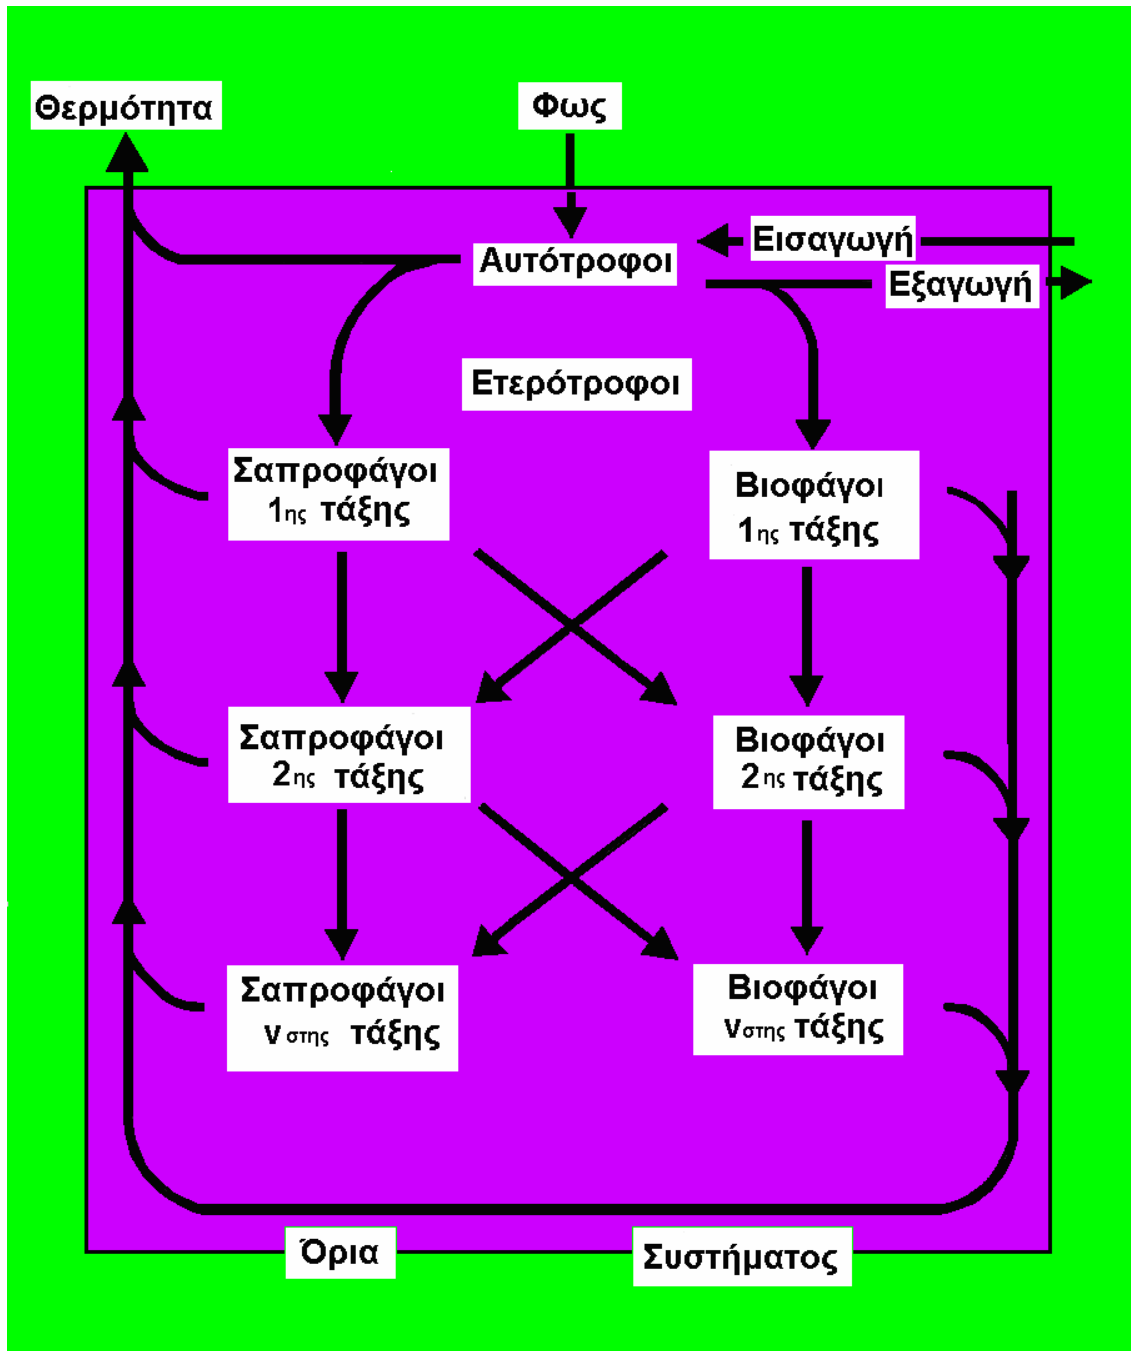 Θερμότητα
Φως
Εισαγωγή
Αυτότροφοι
Εξαγωγή
Ετερότροφοι
Σαπροφάγοι
1ης τάξης
Βιοφάγοι
1ης τάξης
Σαπροφάγοι
2ης τάξης
Βιοφάγοι
2ης τάξης
Σαπροφάγοι
νστης τάξης
Βιοφάγοι
νστης τάξης
Όρια
Συστήματος